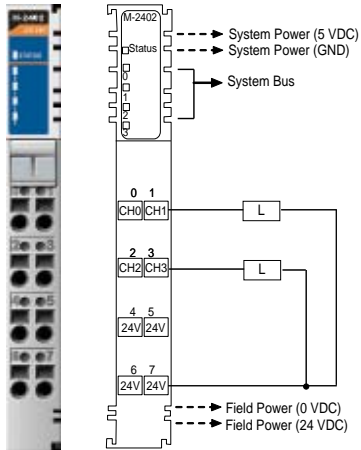 M-2402
M-2402
Status
0
1
2
3
System Power (5 VDC)
System Power (GND)
System Bus
0 1
CH0 CH1
L
2 3
CH2 CH3
L
4 5
24V 24V
6 7
24V 24V
Field Power (0 VDC)
Field Power (24 VDC)